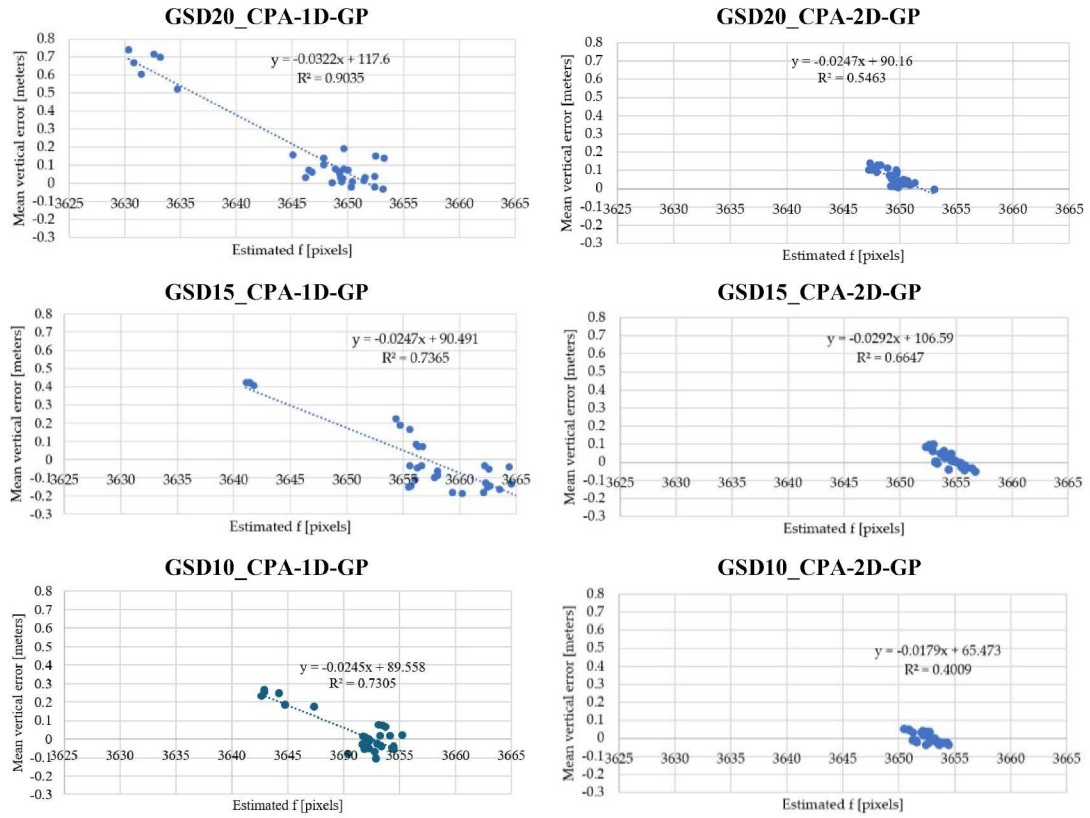 GSD20_CPA-1D-GP
0.8
0.7
0.6
0.5
0.4
0.3
0.2
0.1
0
-0.1
-0.2
-0.3
Mean vertical error [meters]
y = -0.0322x + 117.6
R² = 0.9035
3625 3630 3635 3640 3645 3650 3655 3660 3665
Estimated f [pixels]
GSD20_CPA-2D-GP
0.8
0.7
0.6
0.5
0.4
0.3
0.2
0.1
0
-0.1
-0.2
-0.3
Mean vertical error [meters]
y = -0.0247x + 90.16
R² = 0.5463
3625 3630 3635 3640 3645 3650 3655 3660 3665
Estimated f [pixels]
GSD15_CPA-1D-GP
0.8
0.7
0.6
0.5
0.4
0.3
0.2
0.1
0
-0.1
-0.2
-0.3
Mean vertical error [meters]
y = -0.0247x + 90.491
R² = 0.7365
3625 3630 3635 3640 3645 3650 3655 3660 3665
Estimated f [pixels]
GSD15_CPA-2D-GP
0.8
0.7
0.6
0.5
0.4
0.3
0.2
0.1
0
-0.1
-0.2
-0.3
Mean vertical error [meters]
y = -0.0292x + 106.59
R² = 0.6647
3625 3630 3635 3640 3645 3650 3655 3660 3665
Estimated f [pixels]
GSD10_CPA-1D-GP
0.8
0.7
0.6
0.5
0.4
0.3
0.2
0.1
0
-0.1
-0.2
-0.3
Mean vertical error [meters]
y = -0.0245x + 89.558
R² = 0.7305
3625 3630 3635 3640 3645 3650 3655 3660 3665
Estimated f [pixels]
GSD10_CPA-2D-GP
0.8
0.7
0.6
0.5
0.4
0.3
0.2
0.1
0
-0.1
-0.2
-0.3
Mean vertical error [meters]
y = -0.0179x + 65.473
R² = 0.4009
3625 3630 3635 3640 3645 3650 3655 3660 3665
Estimated f [pixels]